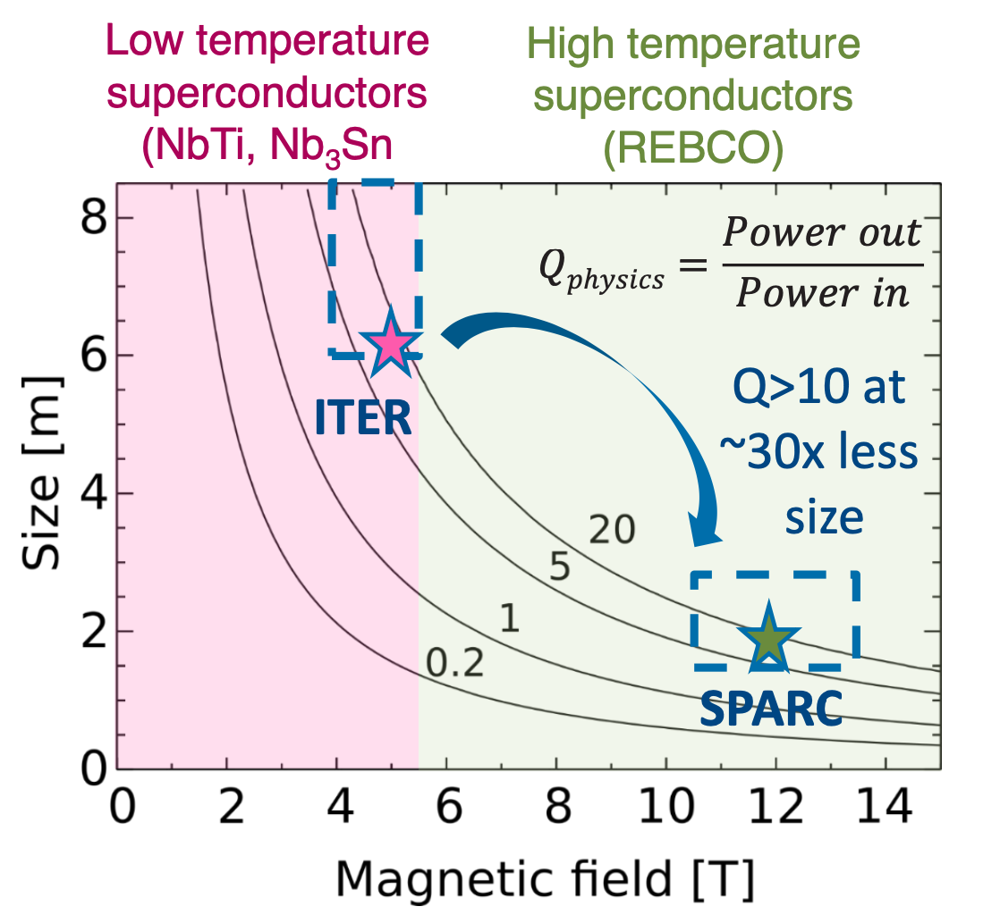 Low temperature
superconductors
(NbTi, Nb₃Sn
High temperature
superconductors
(REBCO)
Q_physics = Power out / Power in
Q>10 at
~30x less
size
ITER
SPARC
20
5
1
0.2
8
6
4
2
0
Size [m]
0 2 4 6 8 10 12 14
Magnetic field [T]